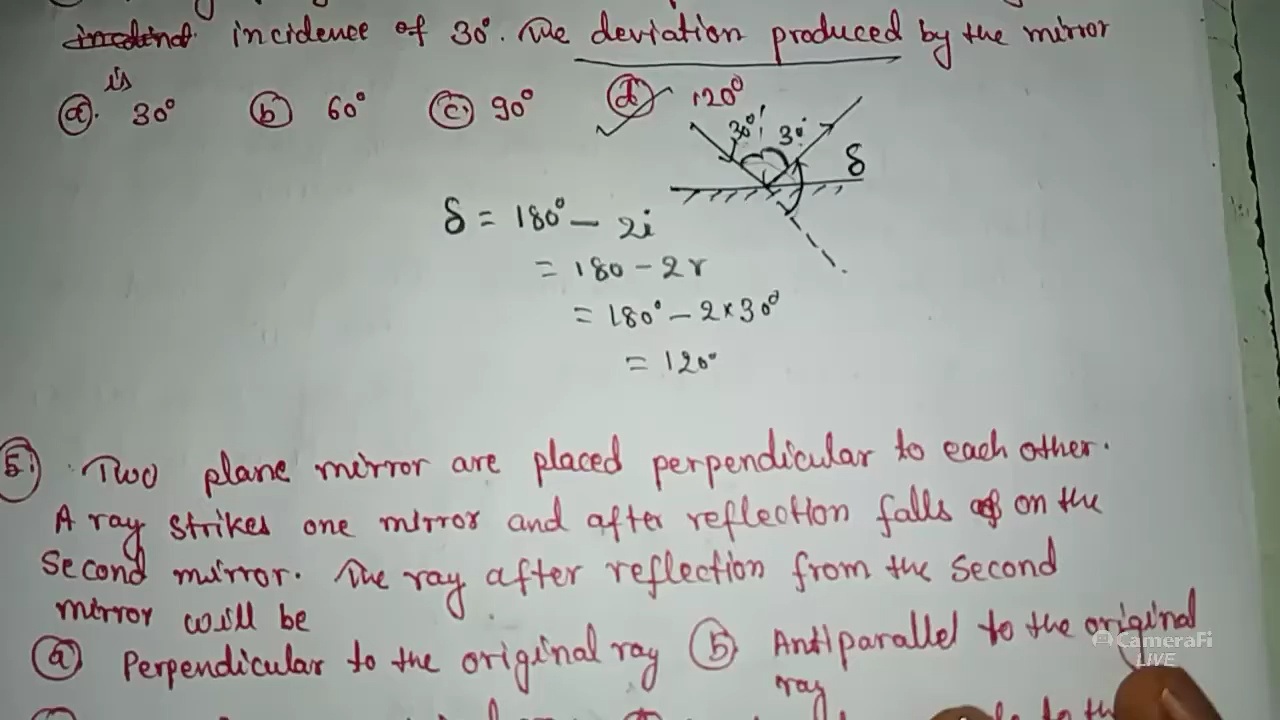 incidence of 30°. The deviation produced by the mirror
is
(a). 30° (b) 60° (c) 90° (d) 120°
30° 30°
δ
δ = 180° - 2i
= 180 - 2r
= 180° - 2×30°
= 120°
5. Two plane mirror are placed perpendicular to each other.
A ray strikes one mirror and after reflection falls on the
second mirror. The ray after reflection from the second
mirror will be
(a) Perpendicular to the original ray (b) Antiparallel to the original
ray
CameraFi
LIVE